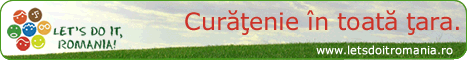 Curăţenie în toată ţara.
LET'S DO IT,
ROMANIA!
www.letsdoitromania.ro